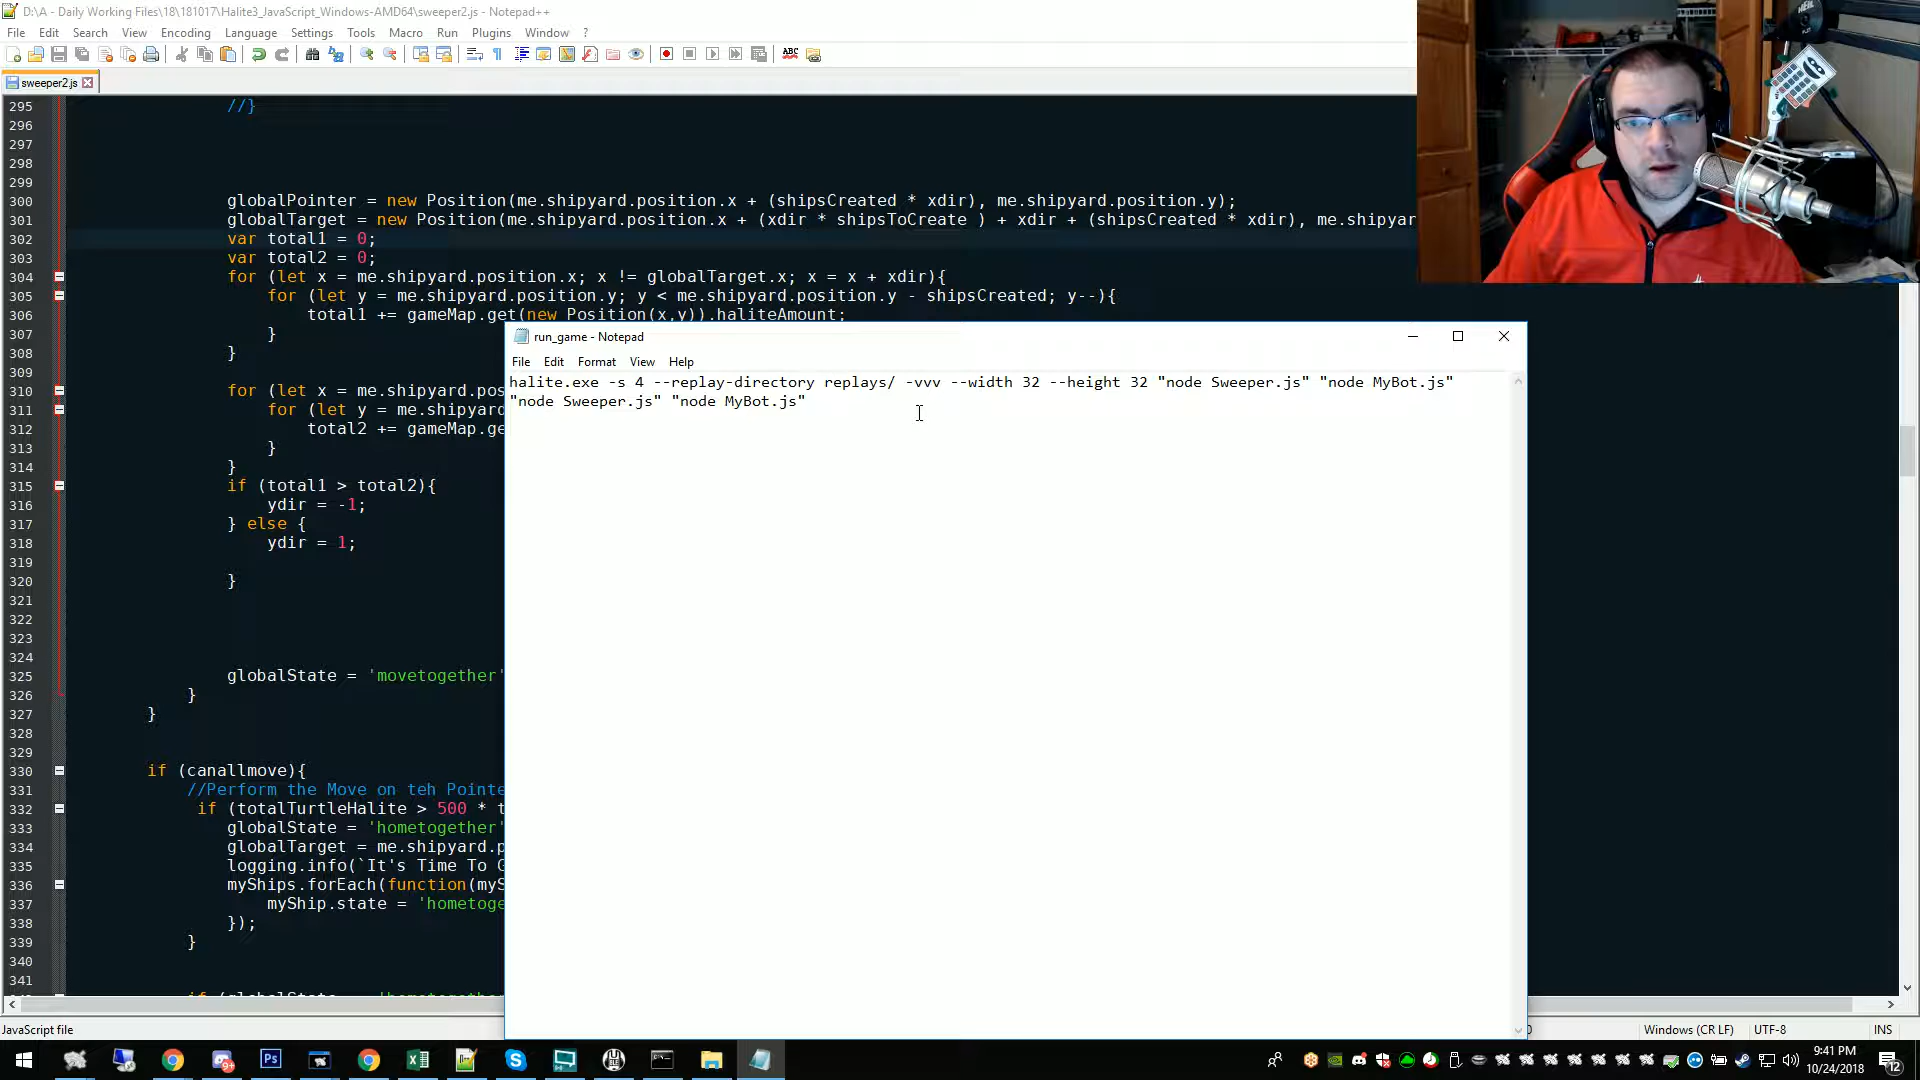 D:\A - Daily Working Files\18\181017\Halite3_JavaScript_Windows-AMD64\sweeper2.js - Notepad++
File Edit Search View Encoding Language Settings Tools Macro Run Plugins Window ?
sweeper2.js
295 //}
296
297
298
299
300 globalPointer = new Position(me.shipyard.position.x + (shipsCreated * xdir), me.shipyard.position.y);
301 globalTarget = new Position(me.shipyard.position.x + (xdir * shipsToCreate ) + xdir + (shipsCreated * xdir), me.shipyar
302 var total1 = 0;
303 var total2 = 0;
304 for (let x = me.shipyard.position.x; x != globalTarget.x; x = x + xdir){
305 for (let y = me.shipyard.position.y; y < me.shipyard.position.y - shipsCreated; y--){
306 total1 += gameMap.get(new Position(x,y)).haliteAmount;
307 }
308 }
309
310 for (let x = me.shipyard.pos
311 for (let y = me.shipyard
312 total2 += gameMap.ge
313 }
314 }
315 if (total1 > total2){
316 ydir = -1;
317 } else {
318 ydir = 1;
319
320 }
321
322
323
324
325 globalState = 'movetogether'
326 }
327 }
328
329
330 if (canallmove){
331 //Perform the Move on teh Pointe
332 if (totalTurtleHalite > 500 * t
333 globalState = 'hometogether'
334 globalTarget = me.shipyard.p
335 logging.info(`It's Time To G
336 myShips.forEach(function(myS
337 myShip.state = 'hometoge
338 });
339 }
340
341
run_game - Notepad
File Edit Format View Help
halite.exe -s 4 --replay-directory replays/ -vvv --width 32 --height 32 "node Sweeper.js" "node MyBot.js"
"node Sweeper.js" "node MyBot.js"
JavaScript file
Windows (CR LF) UTF-8 INS
9:41 PM
10/24/2018
12